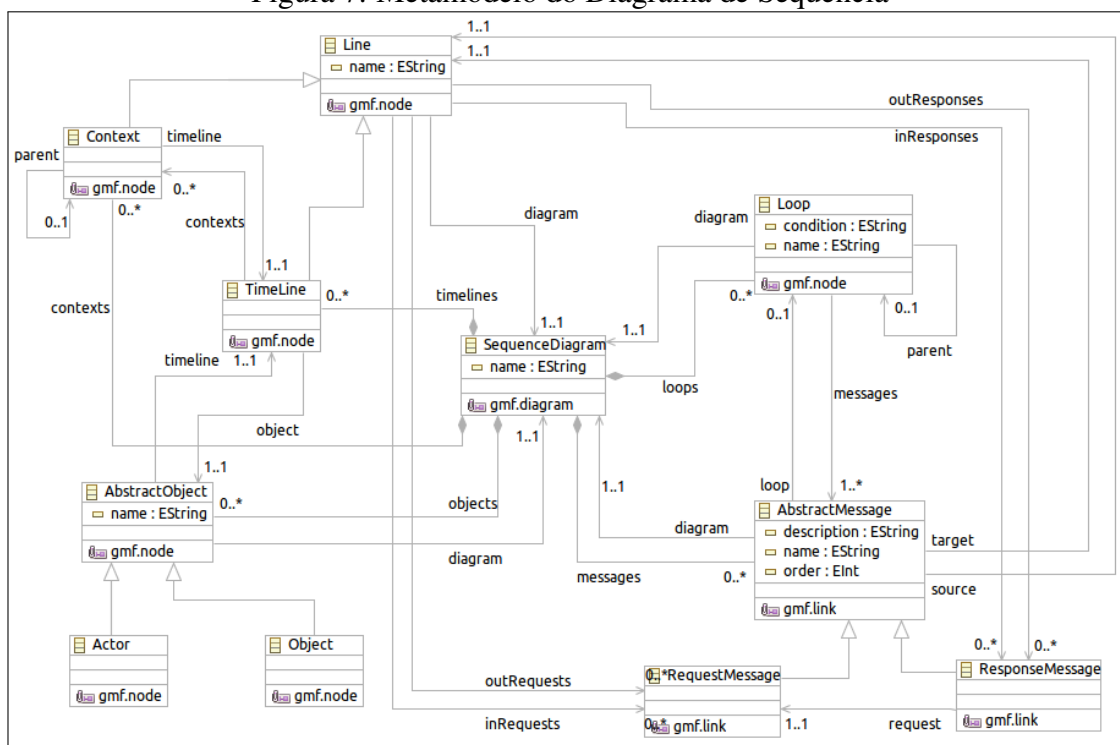 Figura 7: Metamodelo do Diagrama de Sequência
1..1
Line
name : EString
gmf.node
1..1
outResponses
inResponses
Context
gmf.node
timeline
parent
0..1
0..*
0..*
contexts
contexts
1..1
diagram
Loop
condition : EString
name : EString
gmf.node
diagram
0..*
0..1
0..1
parent
TimeLine
gmf.node
0..*
timelines
1..1
1..1
timeline
1..1
SequenceDiagram
name : EString
gmf.diagram
loops
messages
object
1..1
1..1
1..1
loop
1..*
AbstractObject
name : EString
gmf.node
0..*
objects
diagram
diagram
messages
0..*
AbstractMessage
description : EString
name : EString
order : EInt
gmf.link
target
source
Actor
gmf.node
Object
gmf.node
outRequests
inRequests
0..*
RequestMessage
0..*
gmf.link
1..1
request
0..*
0..*
ResponseMessage
gmf.link